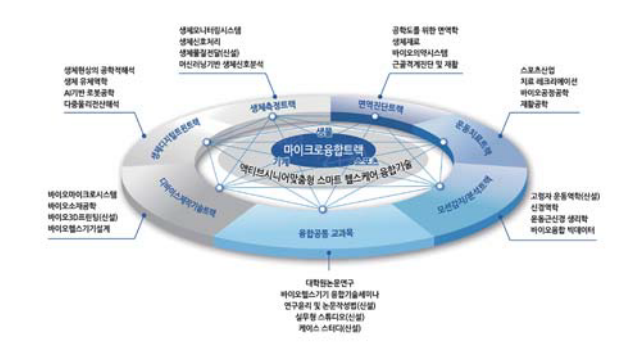 생체모니터링시스템
생체신호처리
생체물질전달(신설)
머신러닝기반 생체신호분석
공학도를 위한 면역학
생체재료
바이오의약시스템
근골격계진단 및 재활
생체현상의 공학적해석
생체 유체역학
AI기반 로봇공학
다중물리전산해석
스포츠산업
치료 레크리에이션
바이오공정공학
재활공학
생체측정트랙
면역진단트랙
생체디지털트윈트랙
운동치료트랙
생물
마이크로융합트랙
기계
스포츠
액티브시니어맞춤형 스마트 헬스케어 융합기술
디바이스제작기술트랙
모션감지/분석트랙
융합공통 교과목
바이오마이크로시스템
바이오소재공학
바이오3D프린팅(신설)
바이오헬스기기설계
고령자 운동역학(신설)
신경역학
운동근신경 생리학
바이오융합 빅데이터
대학원논문연구
바이오헬스기기 융합기술세미나
연구윤리 및 논문작성법(신설)
실무형 스튜디오(신설)
케이스 스터디(신설)